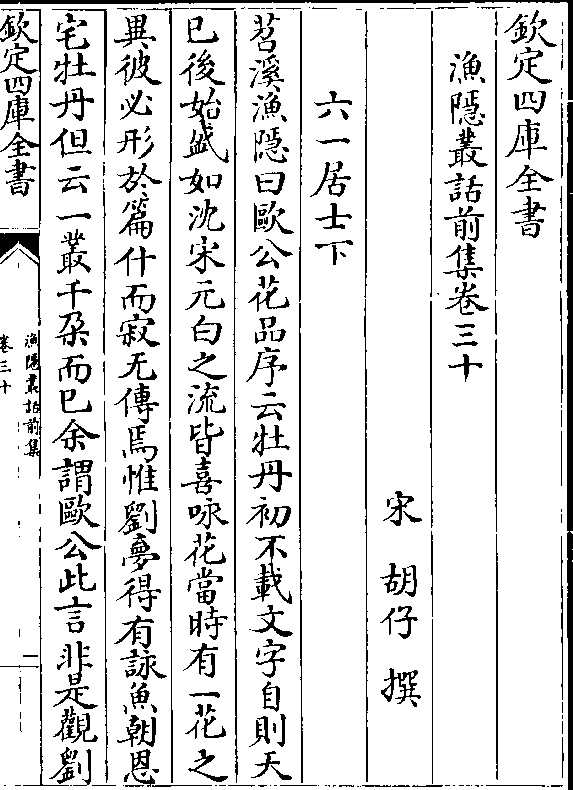 欽定四庫全書
漁隱叢話前集卷三十
宋 胡仔 撰
六一居士下
苕溪漁隱曰歐公花品序云牡丹初不載文字自則天
已後始盛如沈宋元白之流皆喜咏花當時有一花之
異彼必形於篇什而寂无傳焉惟劉夢得有詠魚朝恩
宅牡丹但云一叢千朶而已余謂歐公此言非是觀劉
欽定四庫全書
漁隱叢話前集
卷三十
一